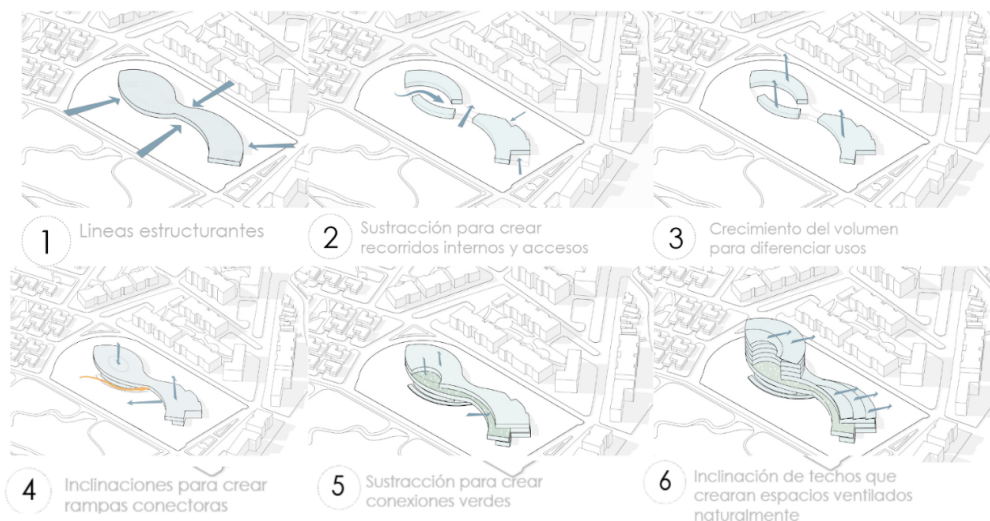 1
Lineas estructurantes
2
Sustracción para crear
recorridos internos y accesos
3
Crecimiento del volumen
para diferenciar usos
4
Inclinaciones para crear
rampas conectoras
5
Sustracción para crear
conexiones verdes
6
Inclinación de techos que
crearan espacios ventilados
naturalmente